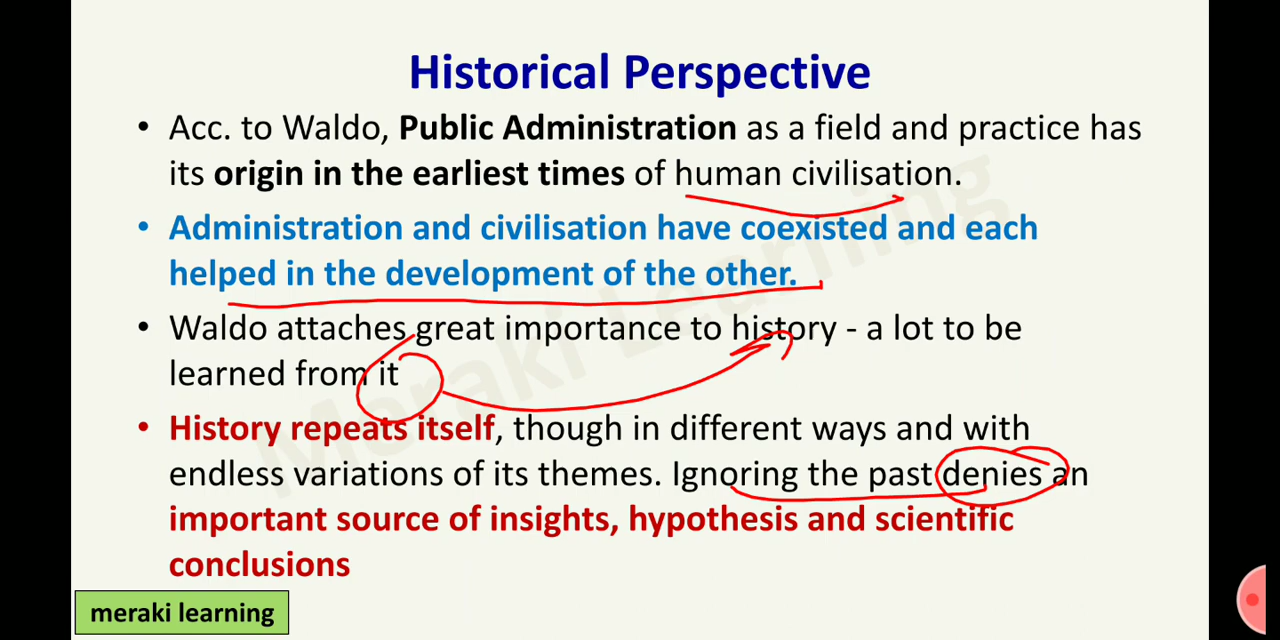 Historical Perspective
• Acc. to Waldo, Public Administration as a field and practice has
its origin in the earliest times of human civilisation.
• Administration and civilisation have coexisted and each
helped in the development of the other.
• Waldo attaches great importance to history - a lot to be
learned from it
• History repeats itself, though in different ways and with
endless variations of its themes. Ignoring the past denies an
important source of insights, hypothesis and scientific
conclusions
meraki learning
Meraki Learning